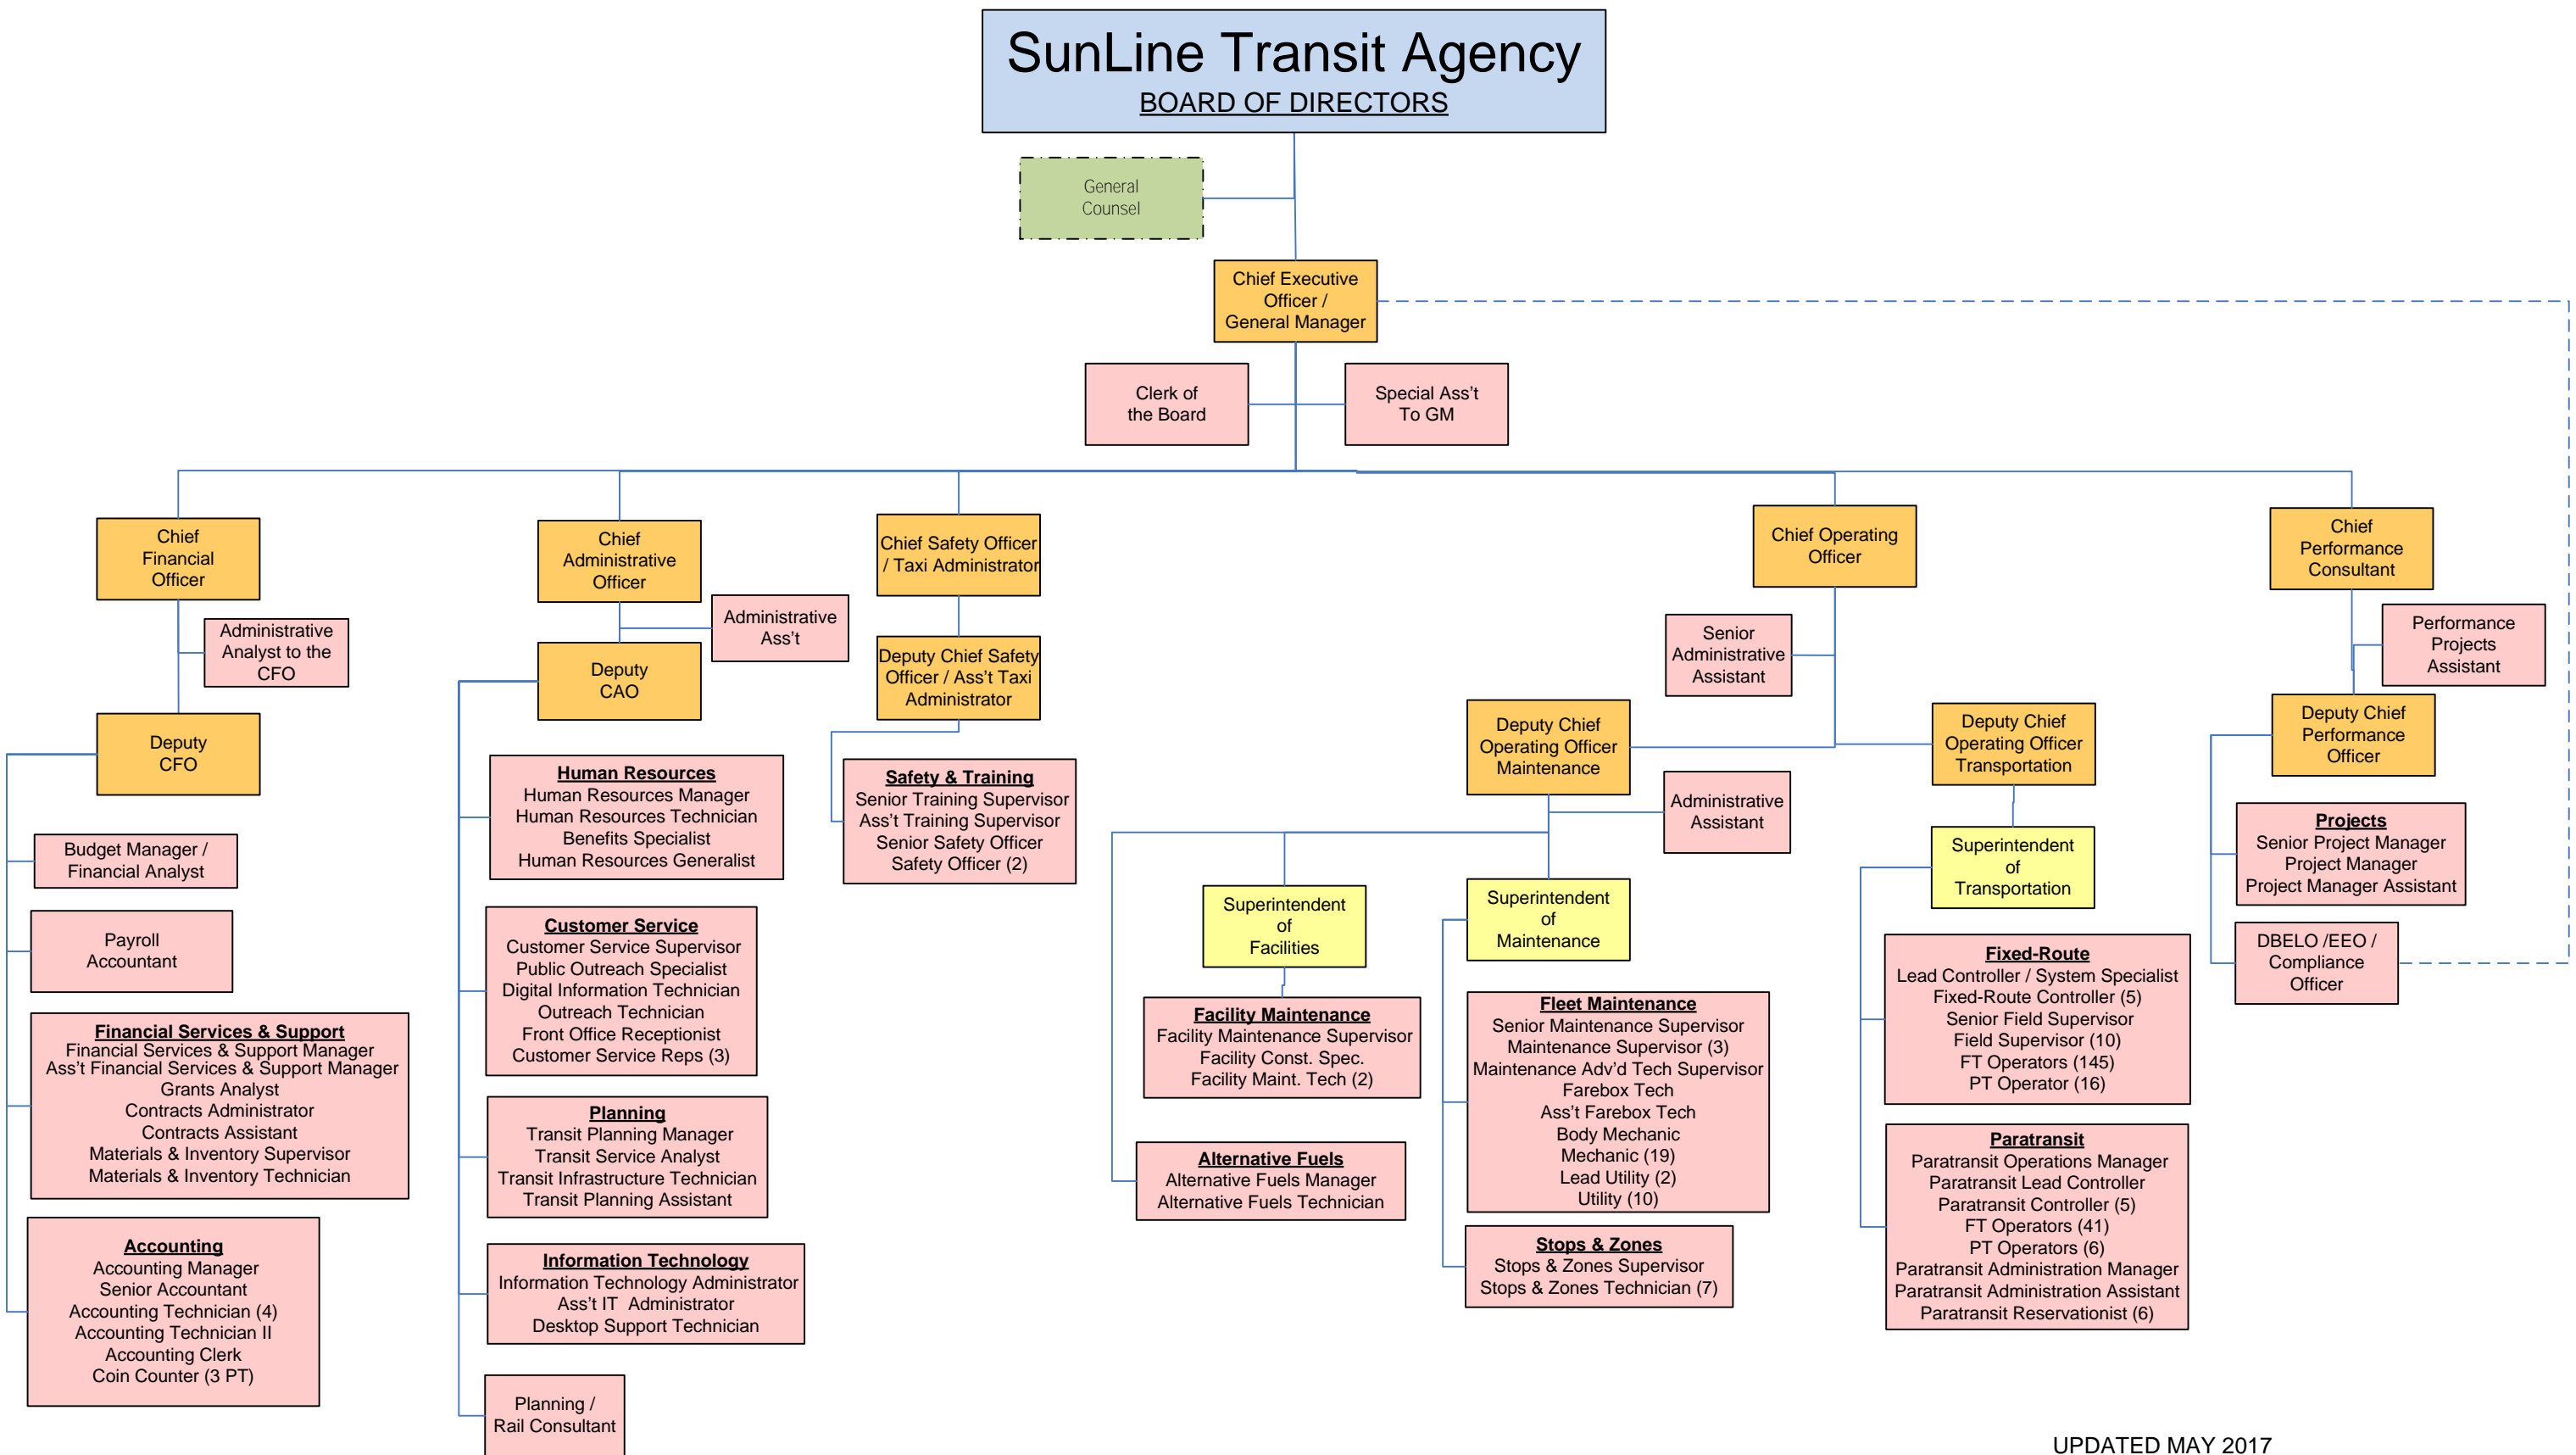 SunLine Transit Agency
BOARD OF DIRECTORS
General
Counsel
Chief Executive
Officer /
General Manager
Clerk of
the Board
Special Ass’t
To GM
Chief
Financial
Officer
Administrative
Analyst to the
CFO
Deputy
CFO
Budget Manager /
Financial Analyst
Payroll
Accountant
Financial Services & Support
Financial Services & Support Manager
Ass’t Financial Services & Support Manager
Grants Analyst
Contracts Administrator
Contracts Assistant
Materials & Inventory Supervisor
Materials & Inventory Technician
Accounting
Accounting Manager
Senior Accountant
Accounting Technician (4)
Accounting Technician II
Accounting Clerk
Coin Counter (3 PT)
Chief
Administrative
Officer
Administrative
Ass’t
Deputy
CAO
Human Resources
Human Resources Manager
Human Resources Technician
Benefits Specialist
Human Resources Generalist
Customer Service
Customer Service Supervisor
Public Outreach Specialist
Digital Information Technician
Outreach Technician
Front Office Receptionist
Customer Service Reps (3)
Planning
Transit Planning Manager
Transit Service Analyst
Transit Infrastructure Technician
Transit Planning Assistant
Information Technology
Information Technology Administrator
Ass’t IT Administrator
Desktop Support Technician
Planning /
Rail Consultant
Chief Safety Officer
/ Taxi Administrator
Deputy Chief Safety
Officer / Ass’t Taxi
Administrator
Safety & Training
Senior Training Supervisor
Ass’t Training Supervisor
Senior Safety Officer
Safety Officer (2)
Chief Operating
Officer
Senior
Administrative
Assistant
Deputy Chief
Operating Officer
Maintenance
Administrative
Assistant
Superintendent
of
Facilities
Facility Maintenance
Facility Maintenance Supervisor
Facility Const. Spec.
Facility Maint. Tech (2)
Alternative Fuels
Alternative Fuels Manager
Alternative Fuels Technician
Superintendent
of
Maintenance
Fleet Maintenance
Senior Maintenance Supervisor
Maintenance Supervisor (3)
Maintenance Adv’d Tech Supervisor
Farebox Tech
Ass’t Farebox Tech
Body Mechanic
Mechanic (19)
Lead Utility (2)
Utility (10)
Stops & Zones
Stops & Zones Supervisor
Stops & Zones Technician (7)
Deputy Chief
Operating Officer
Transportation
Superintendent
of
Transportation
Fixed-Route
Lead Controller / System Specialist
Fixed-Route Controller (5)
Senior Field Supervisor
Field Supervisor (10)
FT Operators (145)
PT Operator (16)
Paratransit
Paratransit Operations Manager
Paratransit Lead Controller
Paratransit Controller (5)
FT Operators (41)
PT Operators (6)
Paratransit Administration Manager
Paratransit Administration Assistant
Paratransit Reservationist (6)
Chief
Performance
Consultant
Performance
Projects
Assistant
Deputy Chief
Performance
Officer
Projects
Senior Project Manager
Project Manager
Project Manager Assistant
DBELO /EEO /
Compliance
Officer
UPDATED MAY 2017